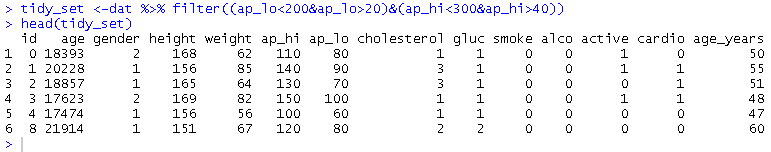 > tidy_set <-dat %>% filter((ap_lo<200&ap_lo>20)&(ap_hi<300&ap_hi>40))
> head(tidy_set)
id age gender height weight ap_hi ap_lo cholesterol gluc smoke alco active cardio age_years
1 0 18393 2 168 62 110 80 1 1 0 0 1 0 50
2 1 20228 1 156 85 140 90 3 1 0 0 1 1 55
3 2 18857 1 165 64 130 70 3 1 0 0 0 1 51
4 3 17623 2 169 82 150 100 1 1 0 0 1 1 48
5 4 17474 1 156 56 100 60 1 1 0 0 0 0 47
6 8 21914 1 151 67 120 80 2 2 0 0 0 0 60
>